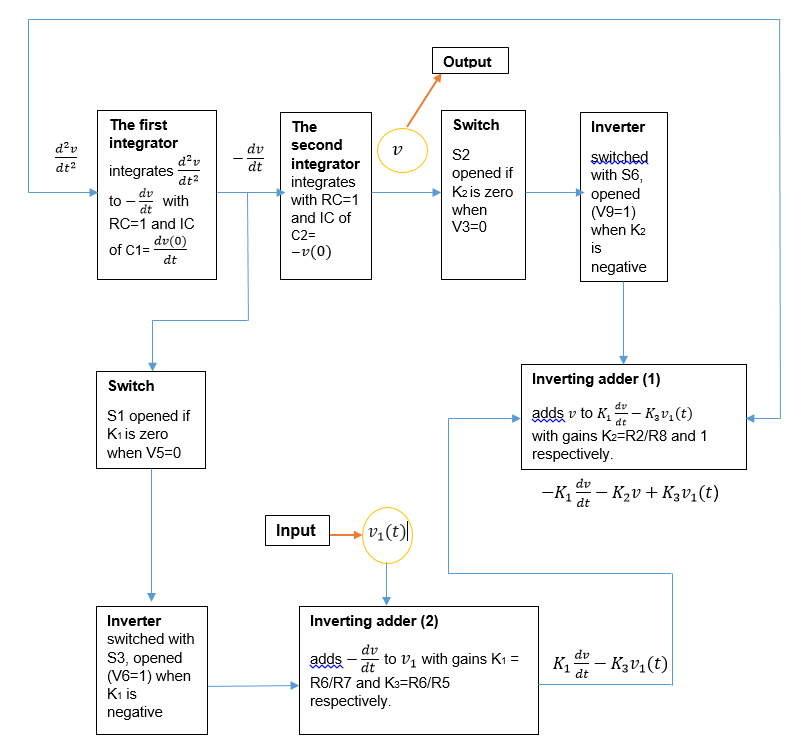 Output
The first
integrator
integrates d²v/dt²
to − dv/dt with
RC=1 and IC
of C1= dv(0)/dt
d²v/dt²
− dv/dt
The
second
integrator
integrates
with RC=1
and IC of
C2=
−v(0)
v
Switch
S2
opened if
K₂ is zero
when
V3=0
Inverter
switched
with S6,
opened
(V9=1)
when K₂
is
negative
Switch
S1 opened if
K₁ is zero
when V5=0
Inverting adder (1)
adds v to K₁ dv/dt − K₃v₁(t)
with gains K₂=R2/R8 and 1
respectively.
−K₁ dv/dt − K₂v + K₃v₁(t)
Input
v₁(t)
Inverter
switched with
S3, opened
(V6=1) when
K₁ is
negative
Inverting adder (2)
adds − dv/dt to v₁ with gains K₁ =
R6/R7 and K₃=R6/R5
respectively.
K₁ dv/dt − K₃v₁(t)